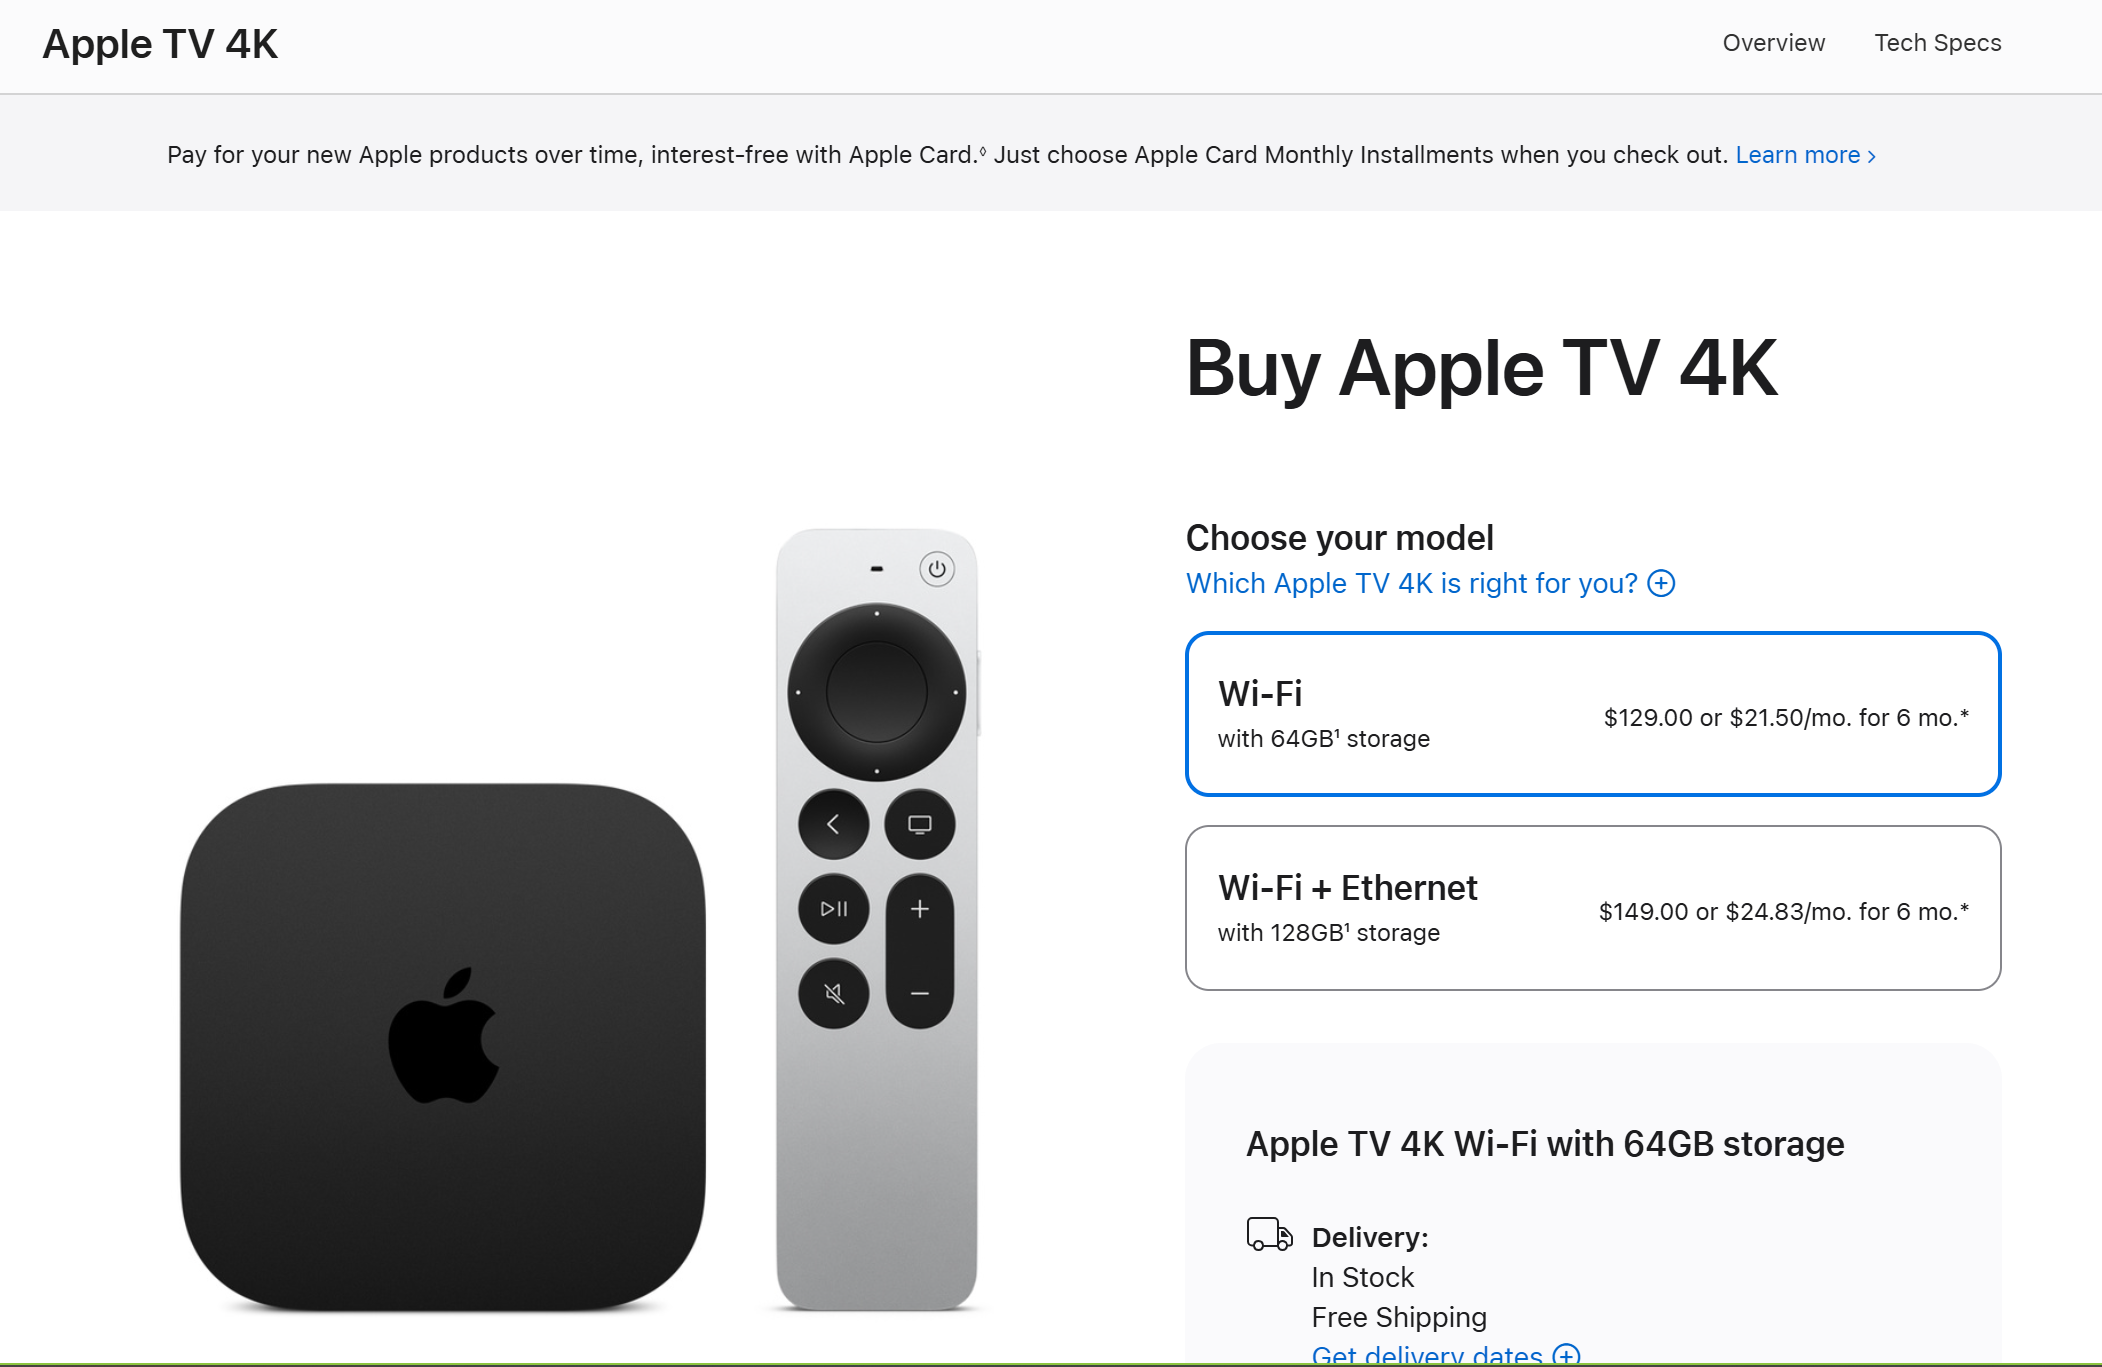 Apple TV 4K
Overview
Tech Specs
Pay for your new Apple products over time, interest-free with Apple Card.◊ Just choose Apple Card Monthly Installments when you check out. Learn more ›
Buy Apple TV 4K
Choose your model
Which Apple TV 4K is right for you?
Wi-Fi
with 64GB¹ storage
$129.00 or $21.50/mo. for 6 mo.*
Wi-Fi + Ethernet
with 128GB¹ storage
$149.00 or $24.83/mo. for 6 mo.*
Apple TV 4K Wi-Fi with 64GB storage
Delivery:
In Stock
Free Shipping
Get delivery dates